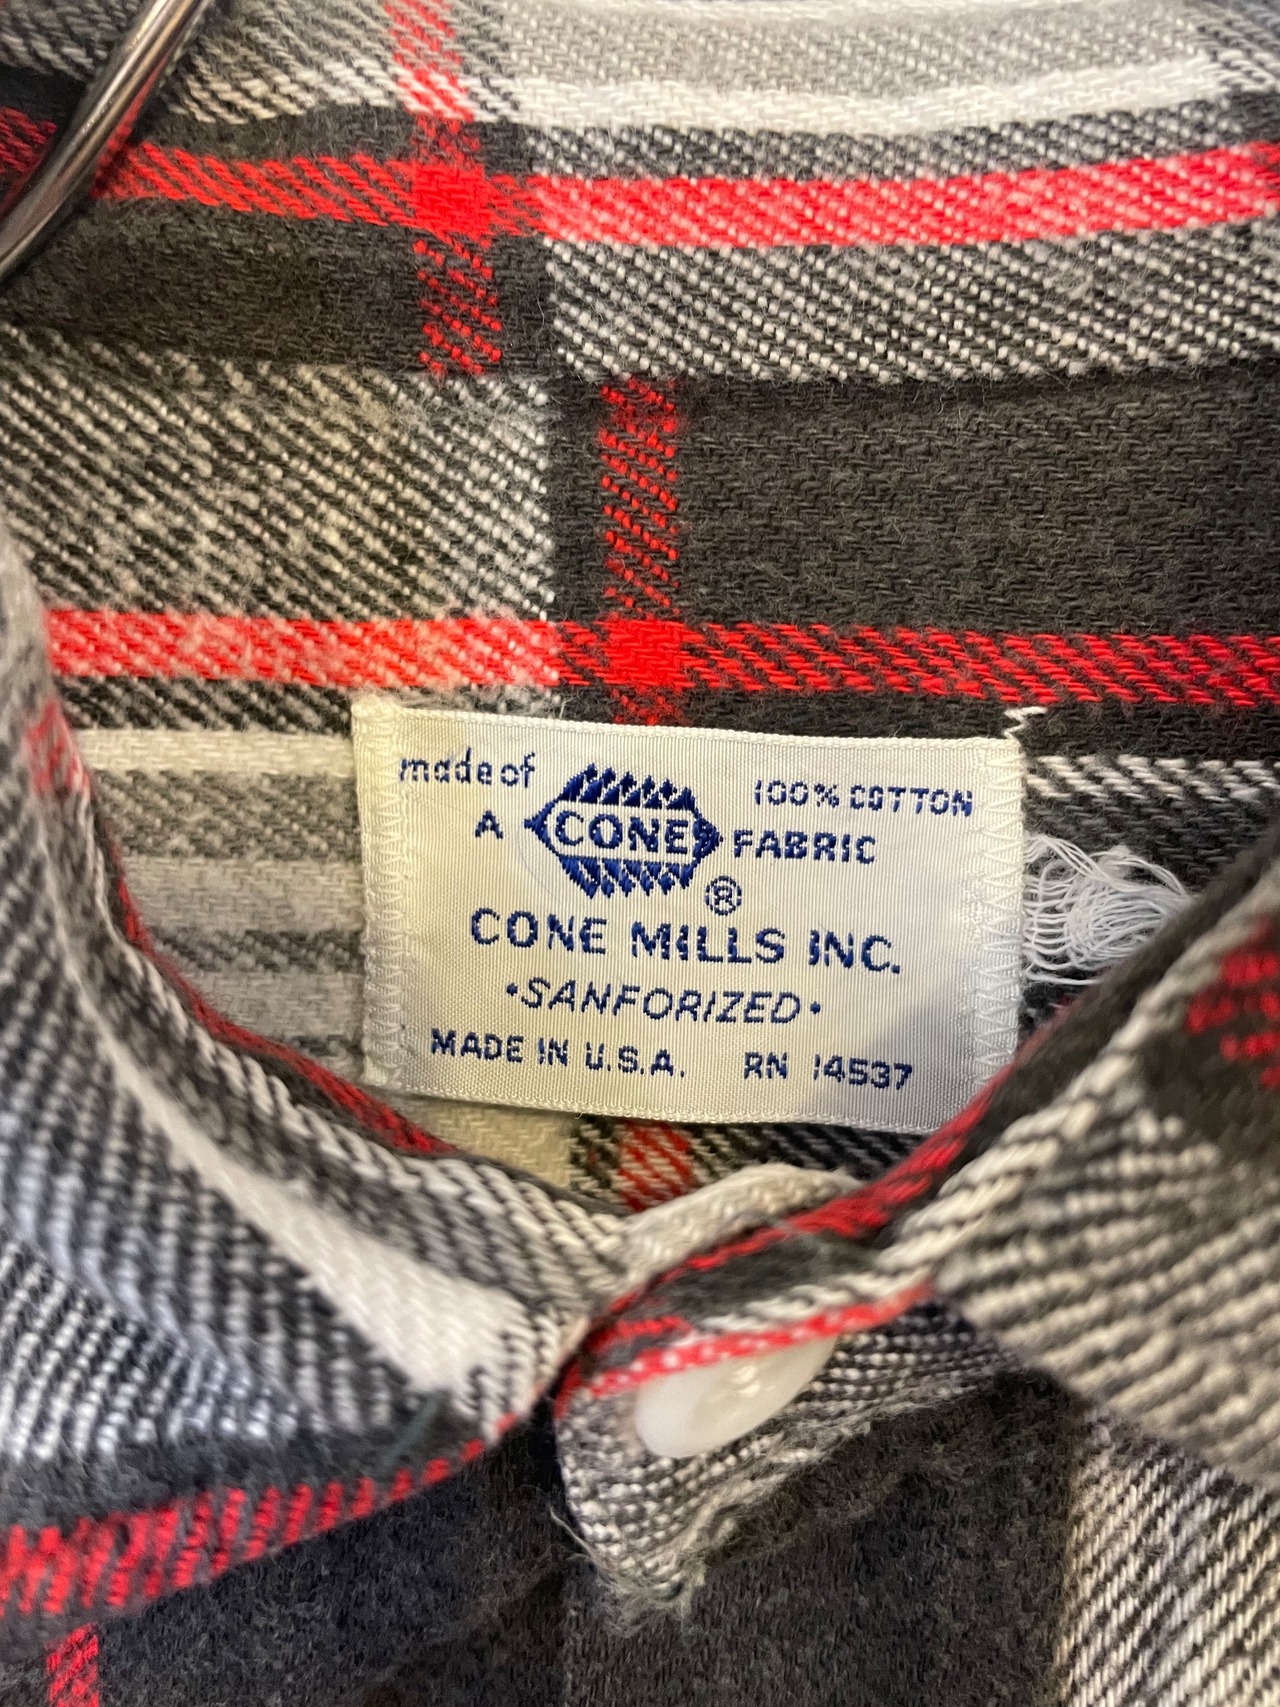 made of 100% COTTON
A CONE FABRIC
®
CONE MILLS INC.
•SANFORIZED•
MADE IN U.S.A. RN 14537